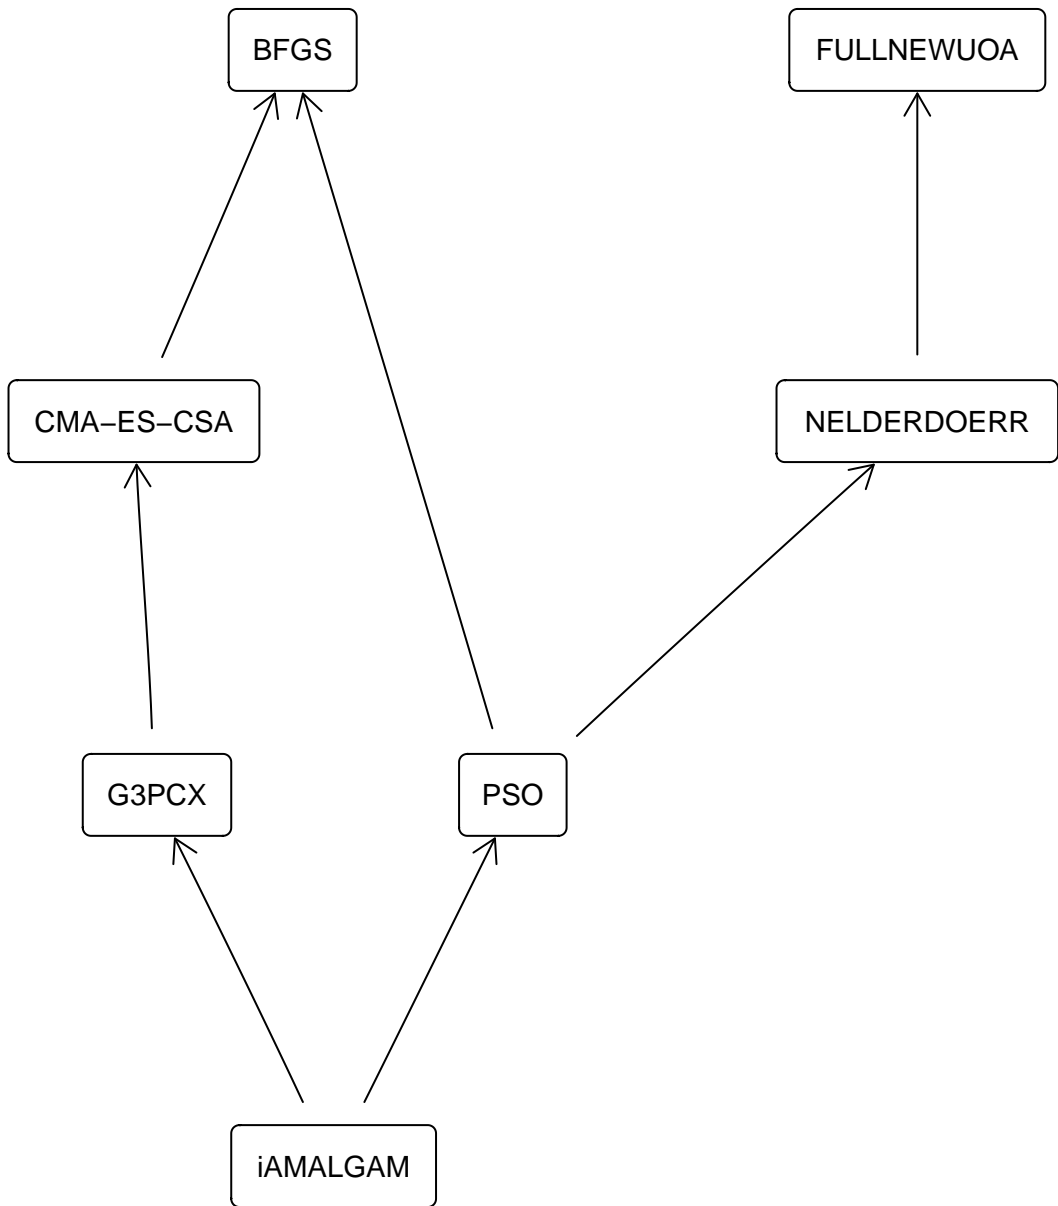 BFGS
FULLNEWUOA
CMA−ES−CSA
NELDERDOERR
G3PCX
PSO
iAMALGAM